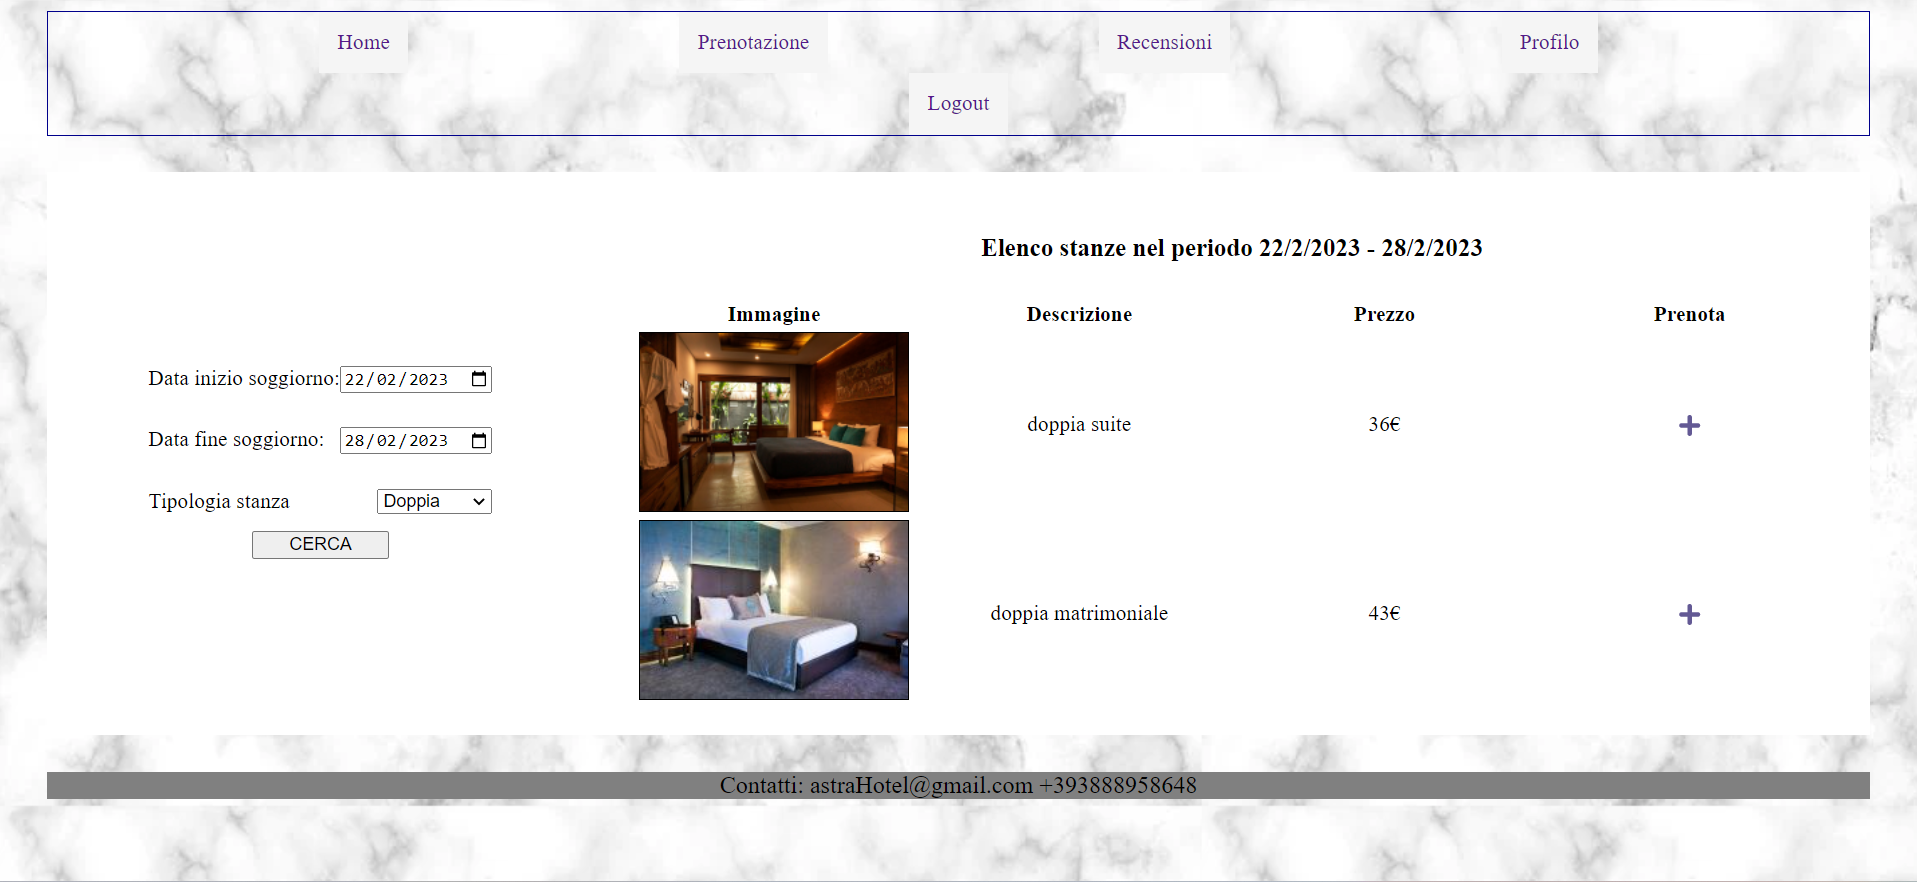 Home Prenotazione Recensioni Profilo
Logout
Elenco stanze nel periodo 22/2/2023 - 28/2/2023
Immagine Descrizione Prezzo Prenota
Data inizio soggiorno: 22/02/2023
Data fine soggiorno: 28/02/2023
Tipologia stanza Doppia
CERCA
doppia suite 36€ +
doppia matrimoniale 43€ +
Contatti: astraHotel@gmail.com +393888958648